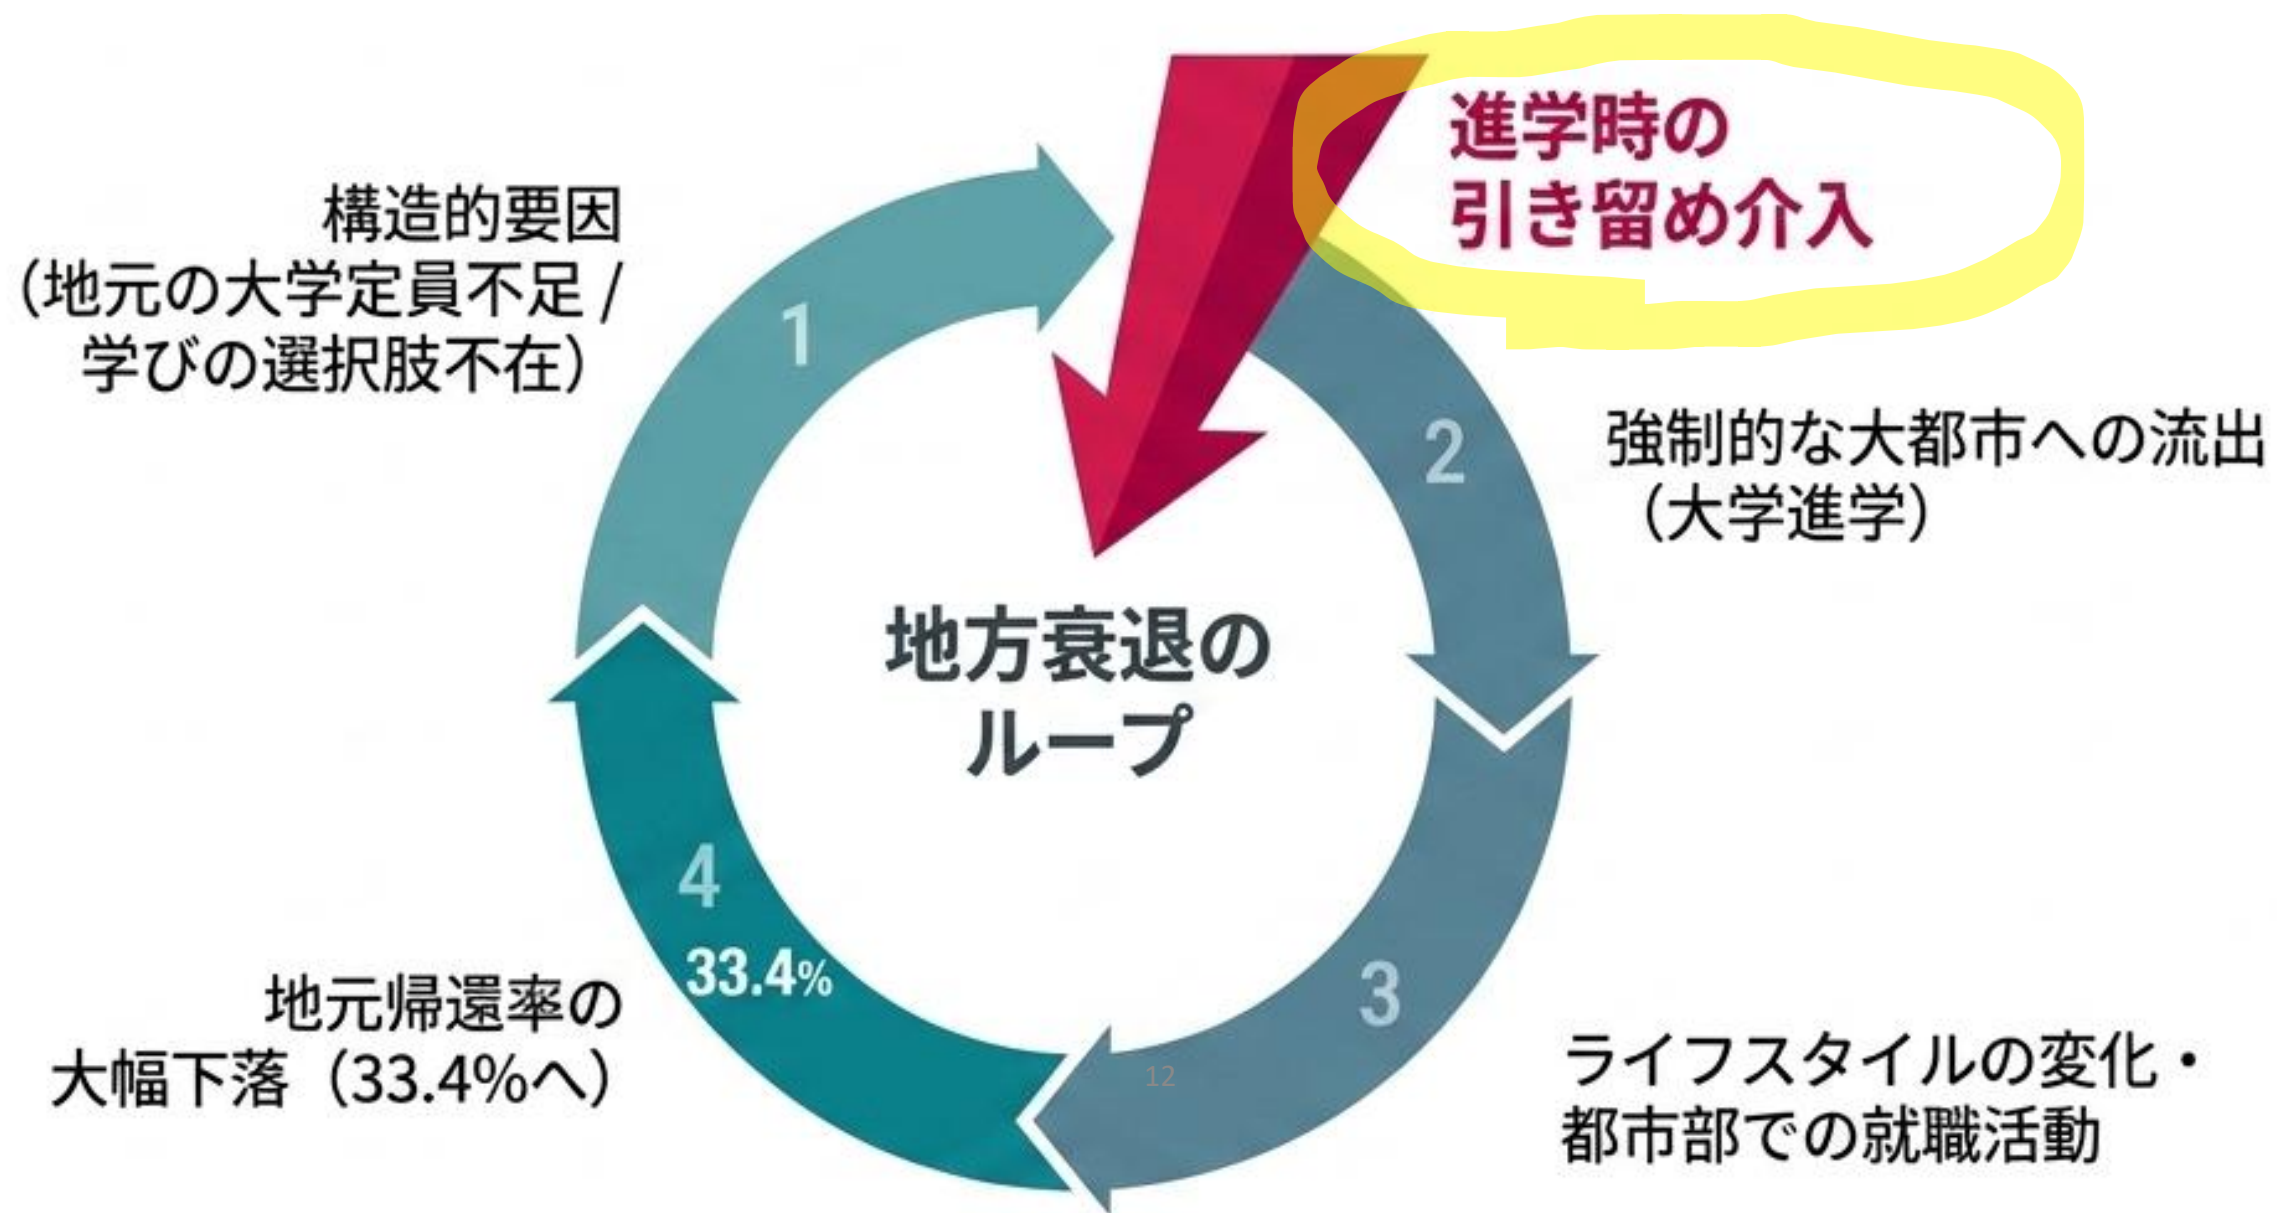 進学時の
引き留め介入
構造的要因
（地元の大学定員不足 /
学びの選択肢不在）
1
2
強制的な大都市への流出
（大学進学）
地方衰退の
ループ
3
ライフスタイルの変化・
都市部での就職活動
4
33.4%
地元帰還率の
大幅下落（33.4%へ）
12